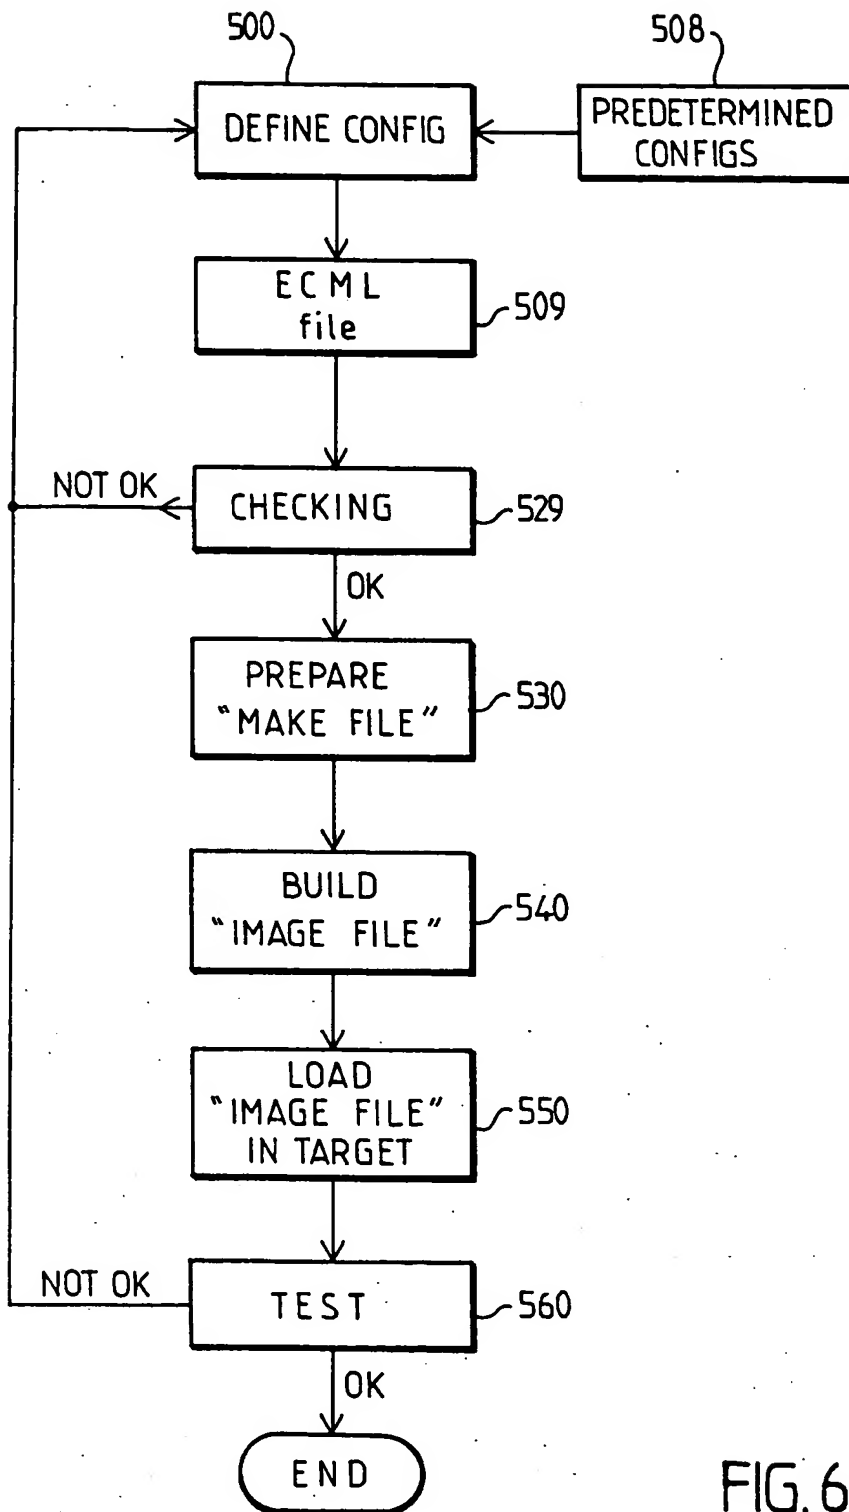 500
508
DEFINE CONFIG
PREDETERMINED
CONFIGS
ECML
file
509
NOT OK
CHECKING
529
OK
PREPARE
"MAKE FILE"
530
BUILD
"IMAGE FILE"
540
LOAD
"IMAGE FILE"
IN TARGET
550
NOT OK
TEST
560
OK
END
FIG.6